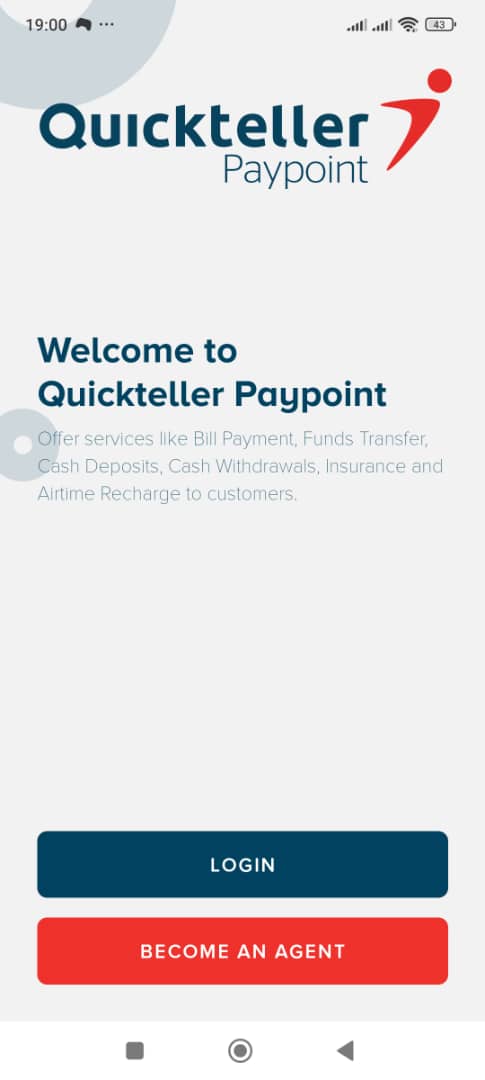 19:00
43
Quickteller
Paypoint
Welcome to
Quickteller Paypoint
Offer services like Bill Payment, Funds Transfer,
Cash Deposits, Cash Withdrawals, Insurance and
Airtime Recharge to customers.
LOGIN
BECOME AN AGENT